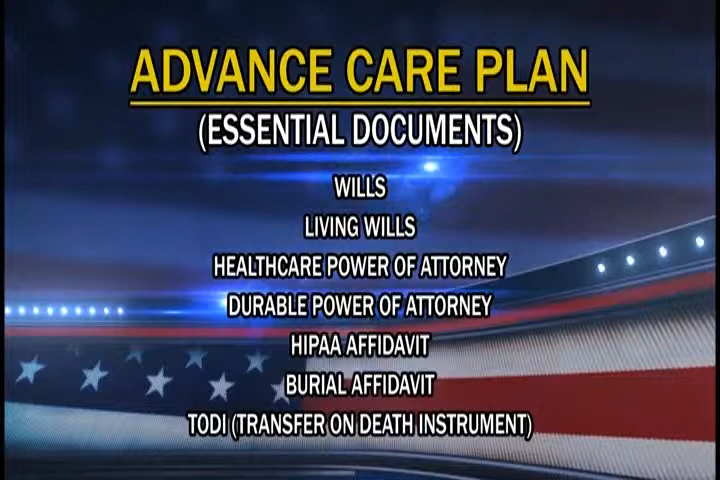 ADVANCE CARE PLAN
(ESSENTIAL DOCUMENTS)
WILLS
LIVING WILLS
HEALTHCARE POWER OF ATTORNEY
DURABLE POWER OF ATTORNEY
HIPAA AFFIDAVIT
BURIAL AFFIDAVIT
TODI (TRANSFER ON DEATH INSTRUMENT)